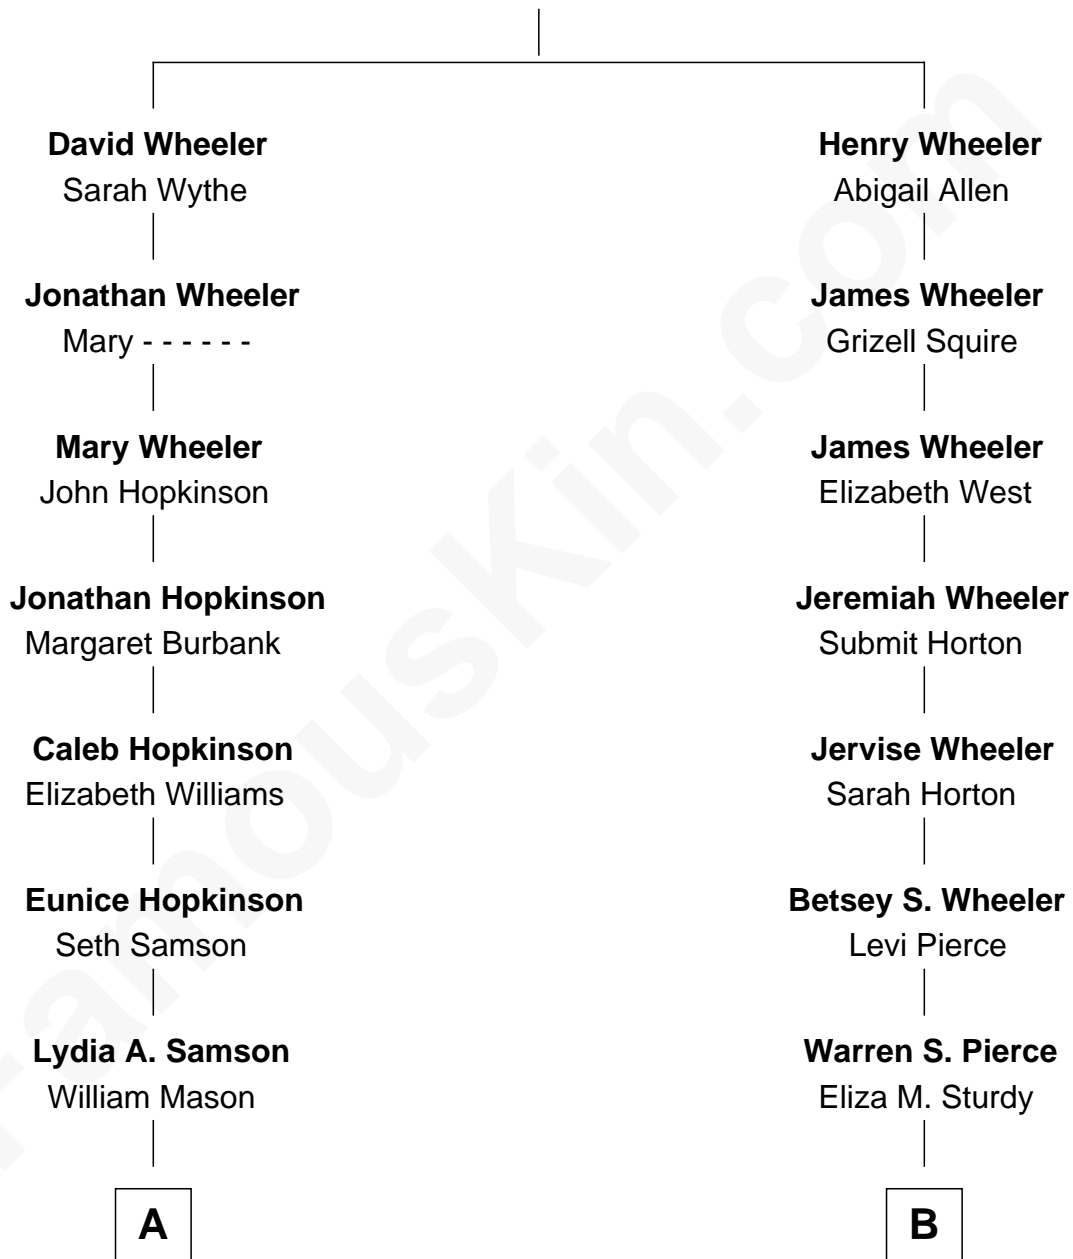 David Wheeler
Sarah Wythe
Jonathan Wheeler
Mary - - - - - -
Mary Wheeler
John Hopkinson
Jonathan Hopkinson
Margaret Burbank
Caleb Hopkinson
Elizabeth Williams
Eunice Hopkinson
Seth Samson
Lydia A. Samson
William Mason
A
Henry Wheeler
Abigail Allen
James Wheeler
Grizell Squire
James Wheeler
Elizabeth West
Jeremiah Wheeler
Submit Horton
Jervise Wheeler
Sarah Horton
Betsey S. Wheeler
Levi Pierce
Warren S. Pierce
Eliza M. Sturdy
B
FamousKin.com